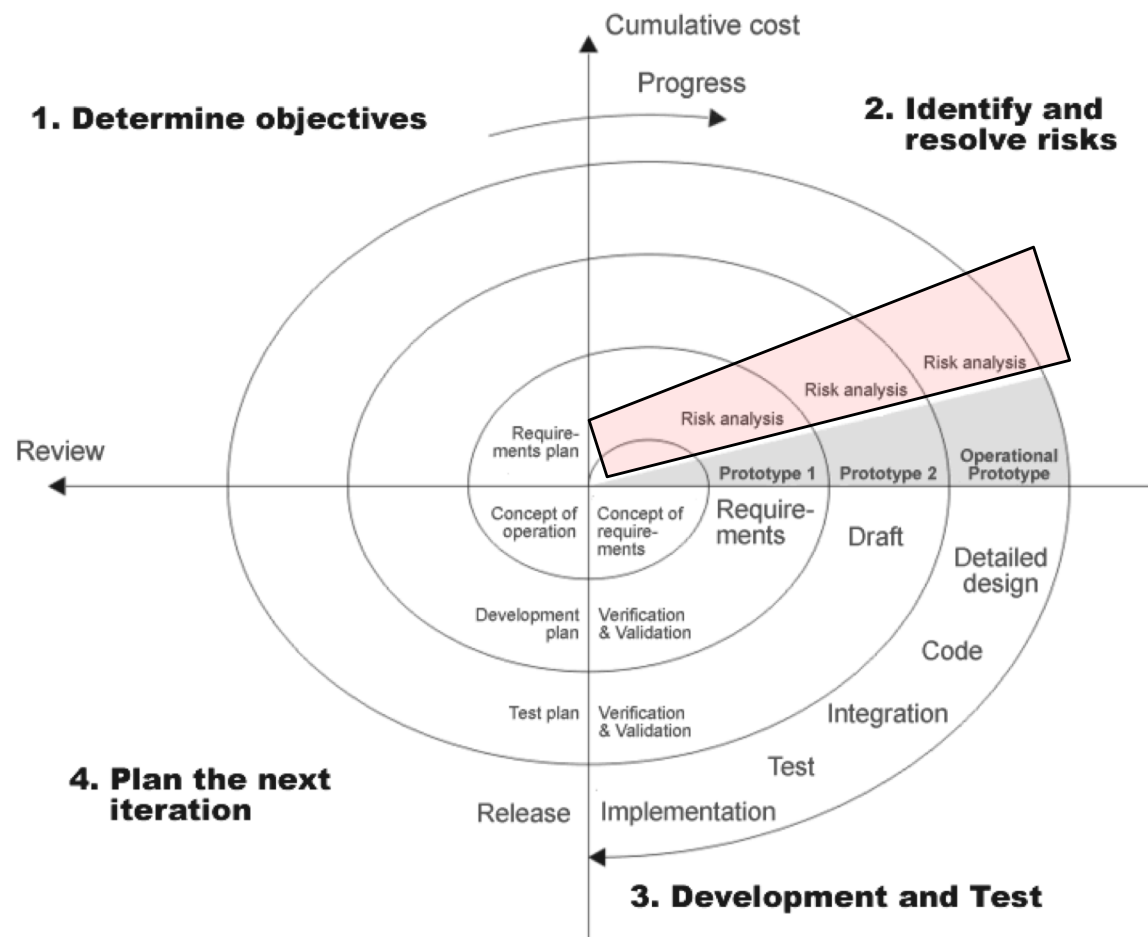 Cumulative cost
Progress
1. Determine objectives
2. Identify and
resolve risks
Risk analysis
Risk analysis
Risk analysis
Require-
ments plan
Review
Operational
Prototype
Prototype 1
Prototype 2
Concept of
operation
Concept of
require-
ments
Require-
ments
Draft
Detailed
design
Development
plan
Verification
& Validation
Code
Test plan
Verification
& Validation
Integration
Test
4. Plan the next
iteration
Release
Implementation
3. Development and Test